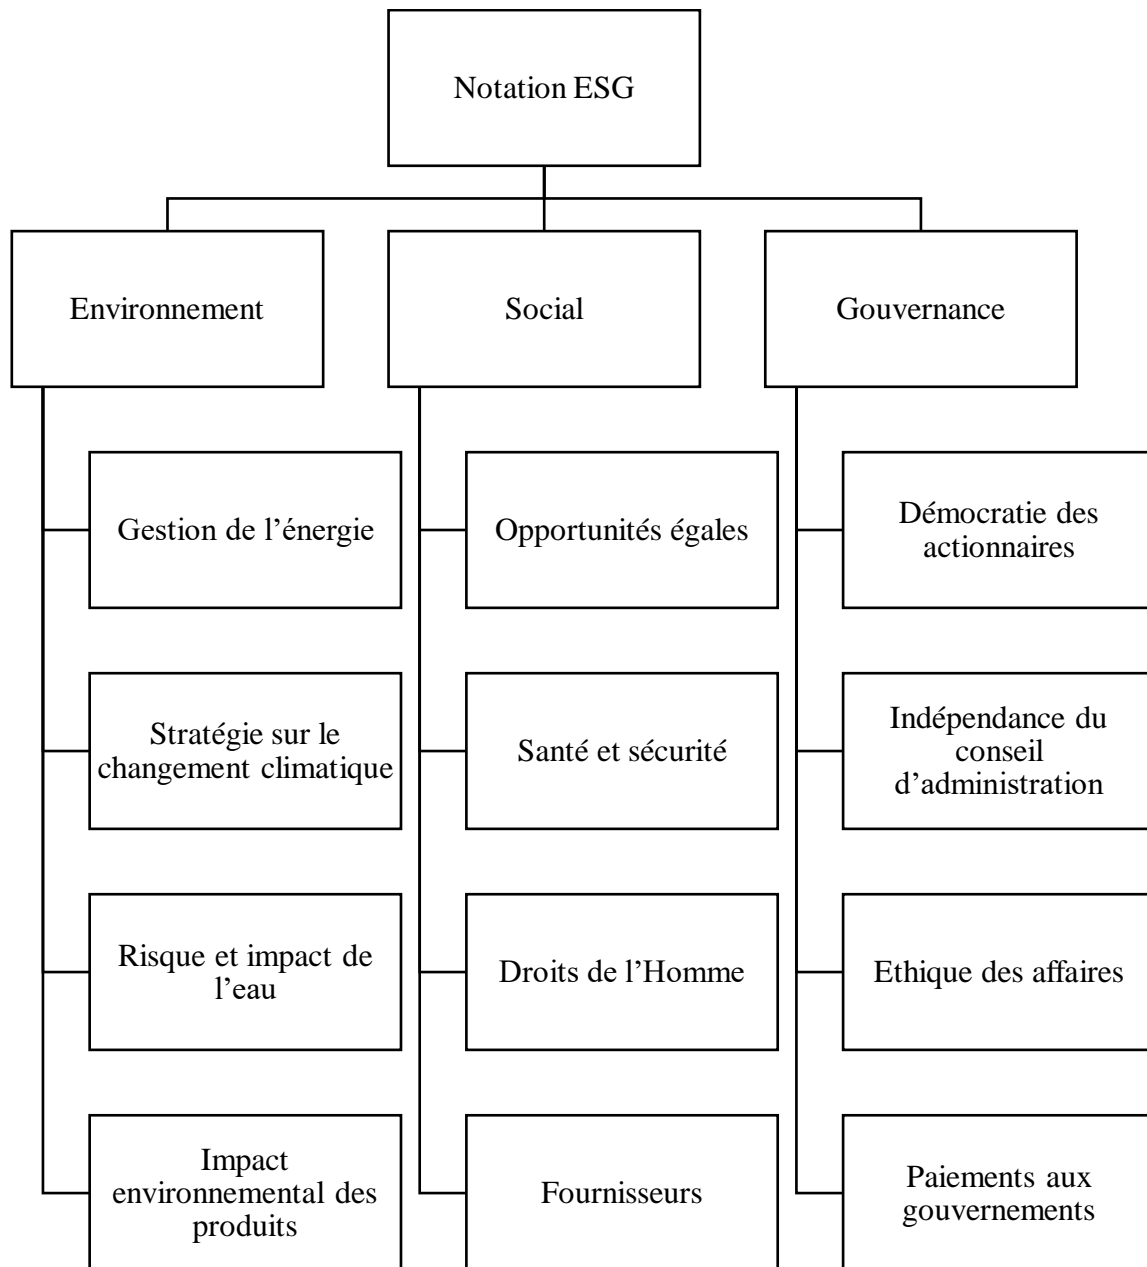 Notation ESG
Environnement
Social
Gouvernance
Gestion de l’énergie
Opportunités égales
Démocratie des
actionnaires
Stratégie sur le
changement climatique
Santé et sécurité
Indépendance du
conseil
d’administration
Risque et impact de
l’eau
Droits de l’Homme
Ethique des affaires
Impact
environnemental des
produits
Fournisseurs
Paiements aux
gouvernements